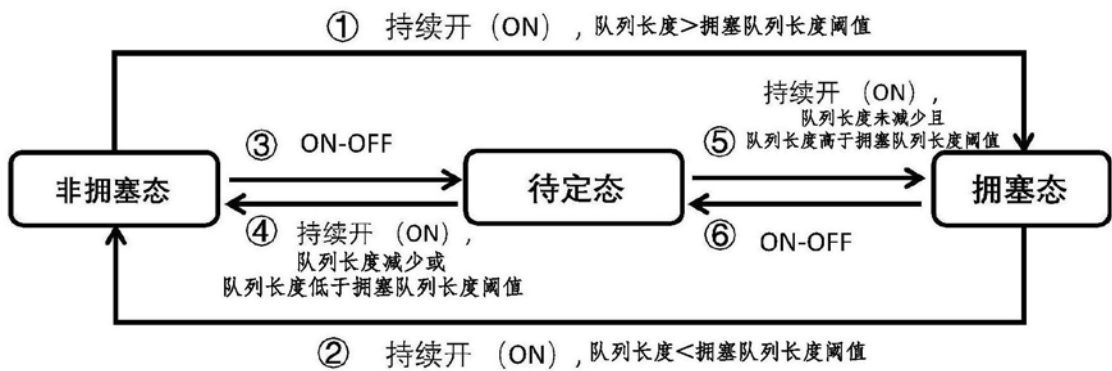 ① 持续开（ON），队列长度＞拥塞队列长度阈值
持续开（ON），
队列长度未减少且
⑤ 队列长度高于拥塞队列长度阈值
③ ON-OFF
非拥塞态
待定态
拥塞态
④ 持续开（ON），
队列长度减少或
队列长度低于拥塞队列长度阈值
⑥ ON-OFF
② 持续开（ON），队列长度＜拥塞队列长度阈值